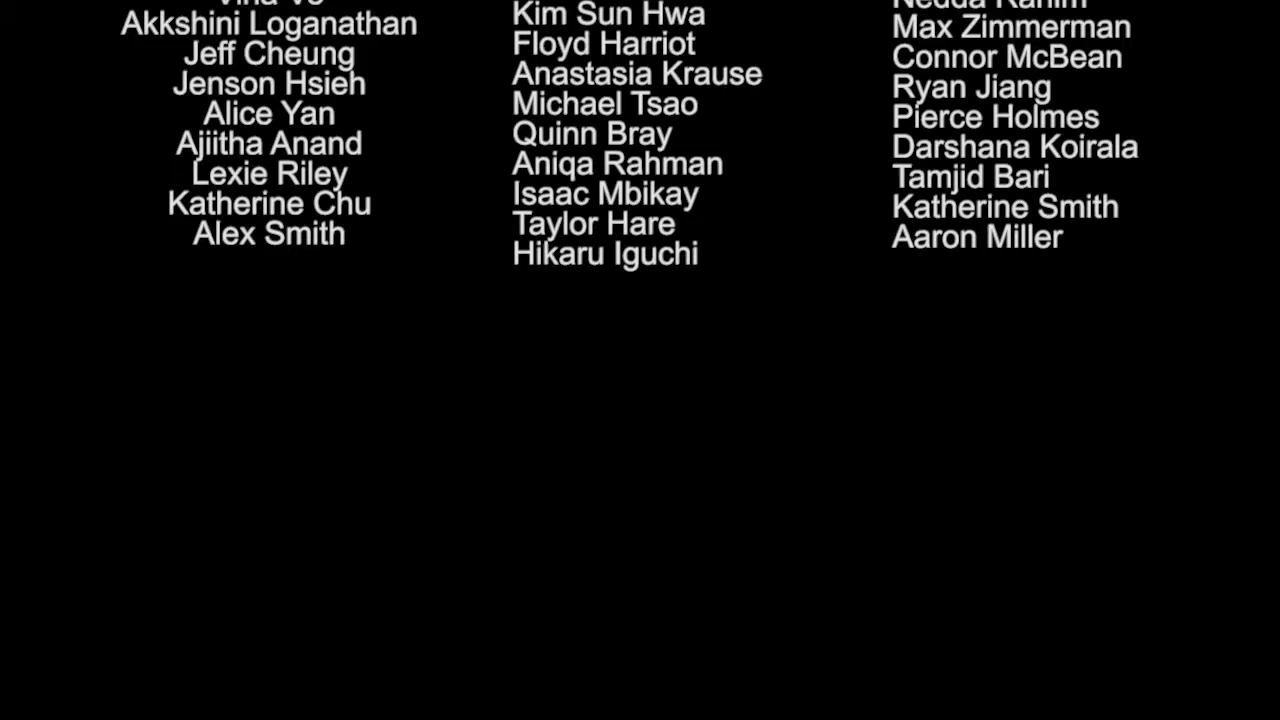 Akkshini Loganathan
Jeff Cheung
Jenson Hsieh
Alice Yan
Ajiitha Anand
Lexie Riley
Katherine Chu
Alex Smith
Kim Sun Hwa
Floyd Harriot
Anastasia Krause
Michael Tsao
Quinn Bray
Aniqa Rahman
Isaac Mbikay
Taylor Hare
Hikaru Iguchi
Max Zimmerman
Connor McBean
Ryan Jiang
Pierce Holmes
Darshana Koirala
Tamjid Bari
Katherine Smith
Aaron Miller